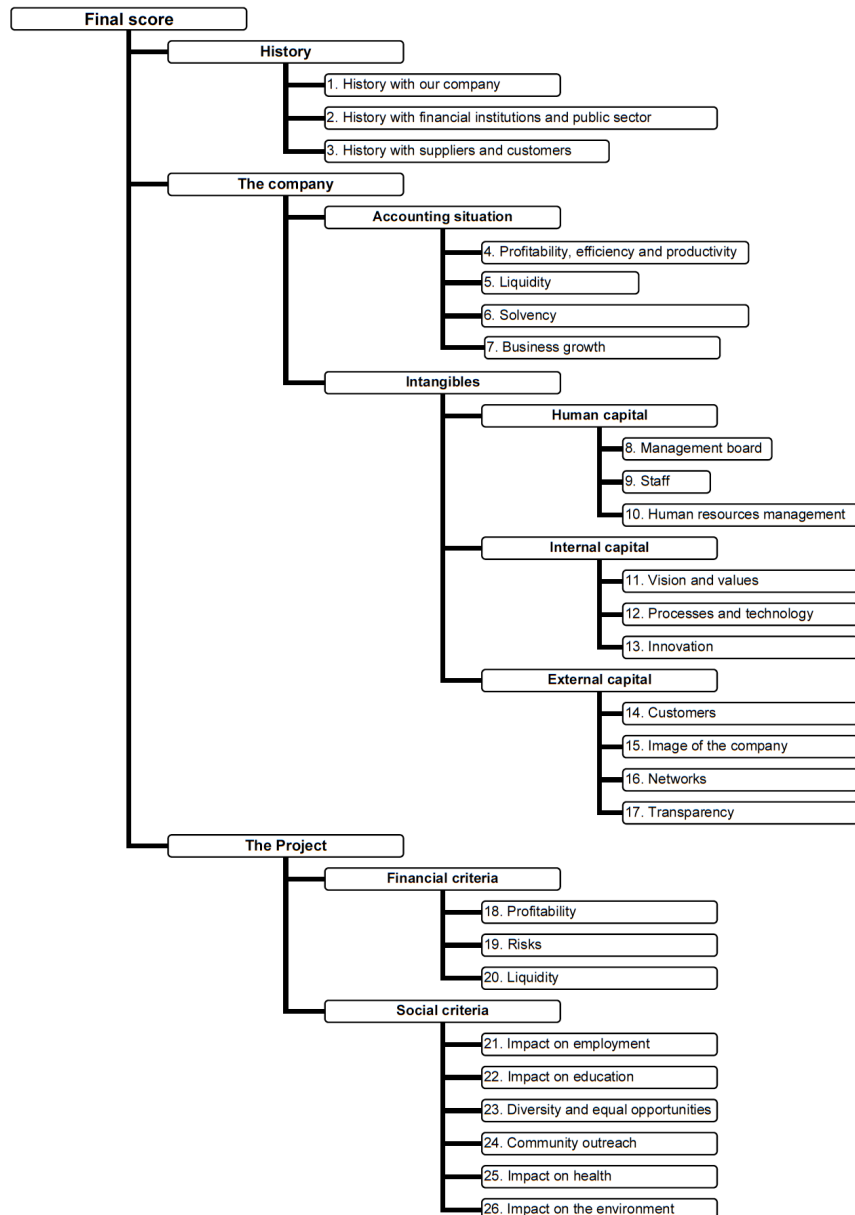 Final score
History
1. History with our company
2. History with financial institutions and public sector
3. History with suppliers and customers
The company
Accounting situation
4. Profitability, efficiency and productivity
5. Liquidity
6. Solvency
7. Business growth
Intangibles
Human capital
8. Management board
9. Staff
10. Human resources management
Internal capital
11. Vision and values
12. Processes and technology
13. Innovation
External capital
14. Customers
15. Image of the company
16. Networks
17. Transparency
The Project
Financial criteria
18. Profitability
19. Risks
20. Liquidity
Social criteria
21. Impact on employment
22. Impact on education
23. Diversity and equal opportunities
24. Community outreach
25. Impact on health
26. Impact on the environment